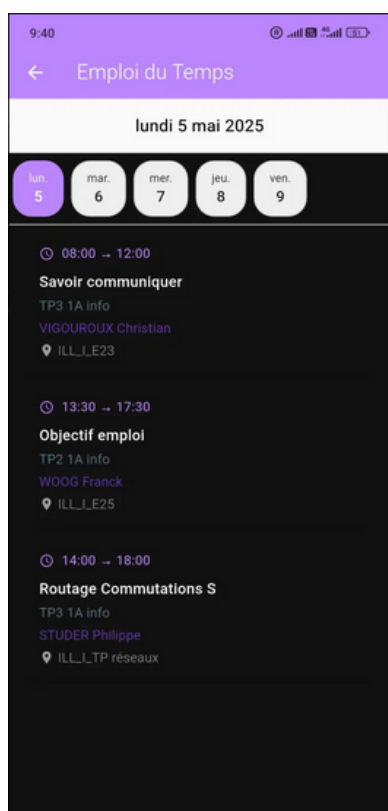 9:40
4G
51
Emploi du Temps
lundi 5 mai 2025
lun. mar. mer. jeu. ven.
5 6 7 8 9
08:00 → 12:00
Savoir communiquer
TP3 1A info
VIGOUROUX Christian
ILL_I_E23
13:30 → 17:30
Objectif emploi
TP2 1A info
WOOG Franck
ILL_I_E25
14:00 → 18:00
Routage Commutations S
TP3 1A info
STUDER Philippe
ILL_I_TP réseaux